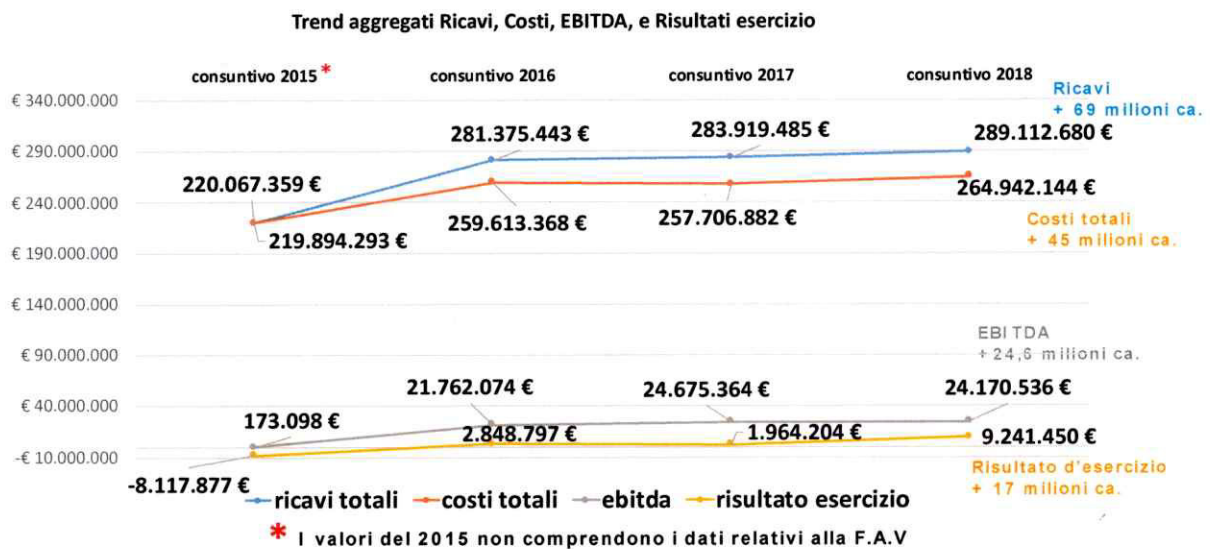 Trend aggregati Ricavi, Costi, EBITDA, e Risultati esercizio
consuntivo 2015 * consuntivo 2016 consuntivo 2017 consuntivo 2018
Ricavi
+ 69 milioni ca.
€ 340.000.000
281.375.443 € 283.919.485 € 289.112.680 €
€ 290.000.000
220.067.359 €
264.942.144 €
€ 240.000.000
259.613.368 € 257.706.882 €
219.894.293 €
Costi totali
+ 45 milioni ca.
€ 190.000.000
€ 140.000.000
EBITDA
+ 24,6 milioni ca.
€ 90.000.000
21.762.074 € 24.675.364 € 24.170.536 €
€ 40.000.000
173.098 €
2.848.797 € 1.964.204 € 9.241.450 €
-€ 10.000.000
-8.117.877 €
Risultato d'esercizio
+ 17 milioni ca.
ricavi totali costi totali ebitda risultato esercizio
* I valori del 2015 non comprendono i dati relativi alla F.A.V